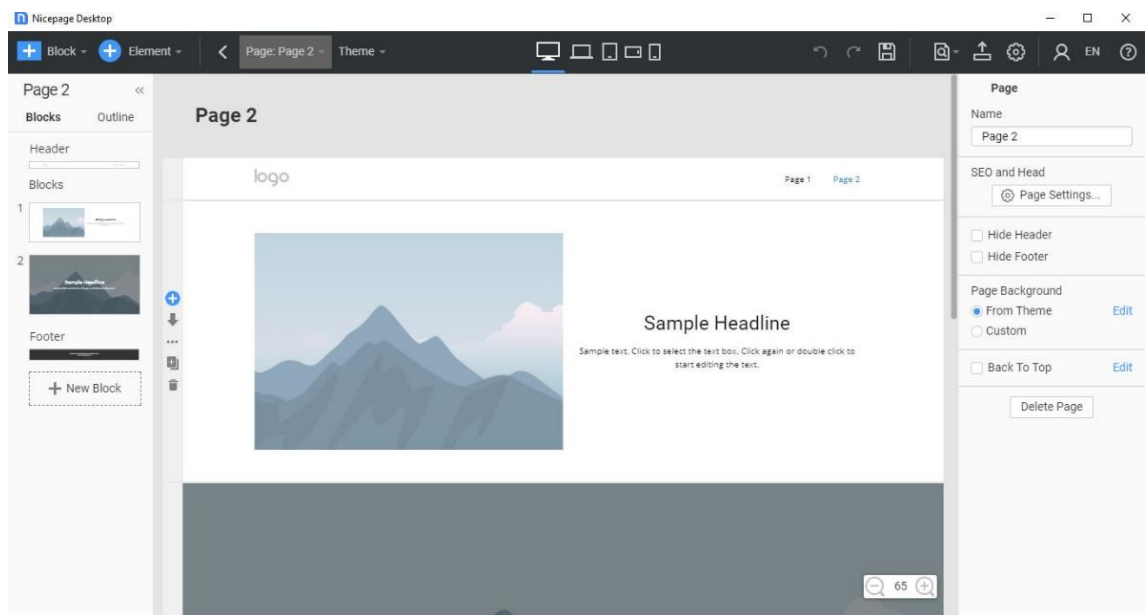 Nicepage Desktop
Block
Element
Page: Page 2
Theme
EN
Page 2
Blocks
Outline
Header
Blocks
1
2
Sample Headline
Footer
New Block
Page 2
logo
Page 1
Page 2
Sample Headline
Sample text. Click to select the text box. Click again or double click to
start editing the text.
65
Page
Name
Page 2
SEO and Head
Page Settings...
Hide Header
Hide Footer
Page Background
From Theme
Edit
Custom
Back To Top
Edit
Delete Page